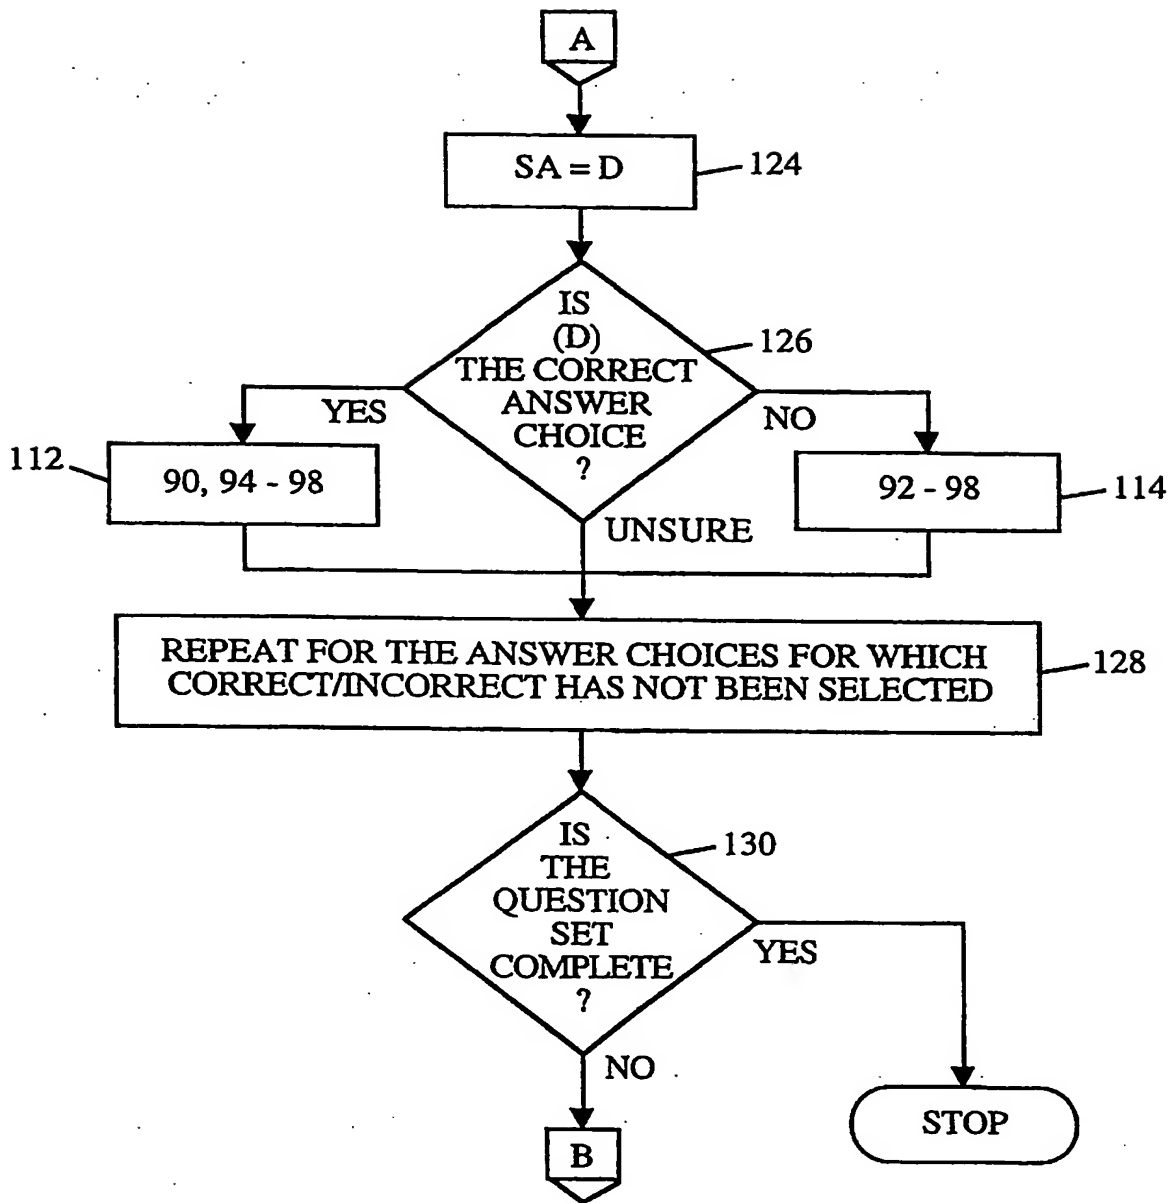 A
SA = D
124
IS
(D)
THE CORRECT
ANSWER
CHOICE
?
126
YES
NO
UNSURE
112
90, 94 - 98
92 - 98
114
REPEAT FOR THE ANSWER CHOICES FOR WHICH
CORRECT/INCORRECT HAS NOT BEEN SELECTED
128
IS
THE
QUESTION
SET
COMPLETE
?
130
YES
NO
STOP
B